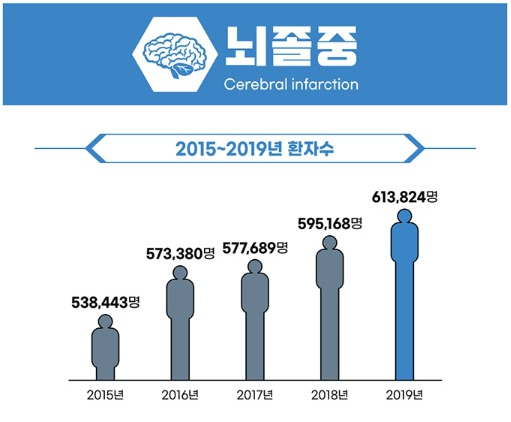 뇌졸중
Cerebral infarction
2015~2019년 환자수
613,824명
595,168명
577,689명
573,380명
538,443명
2015년 2016년 2017년 2018년 2019년